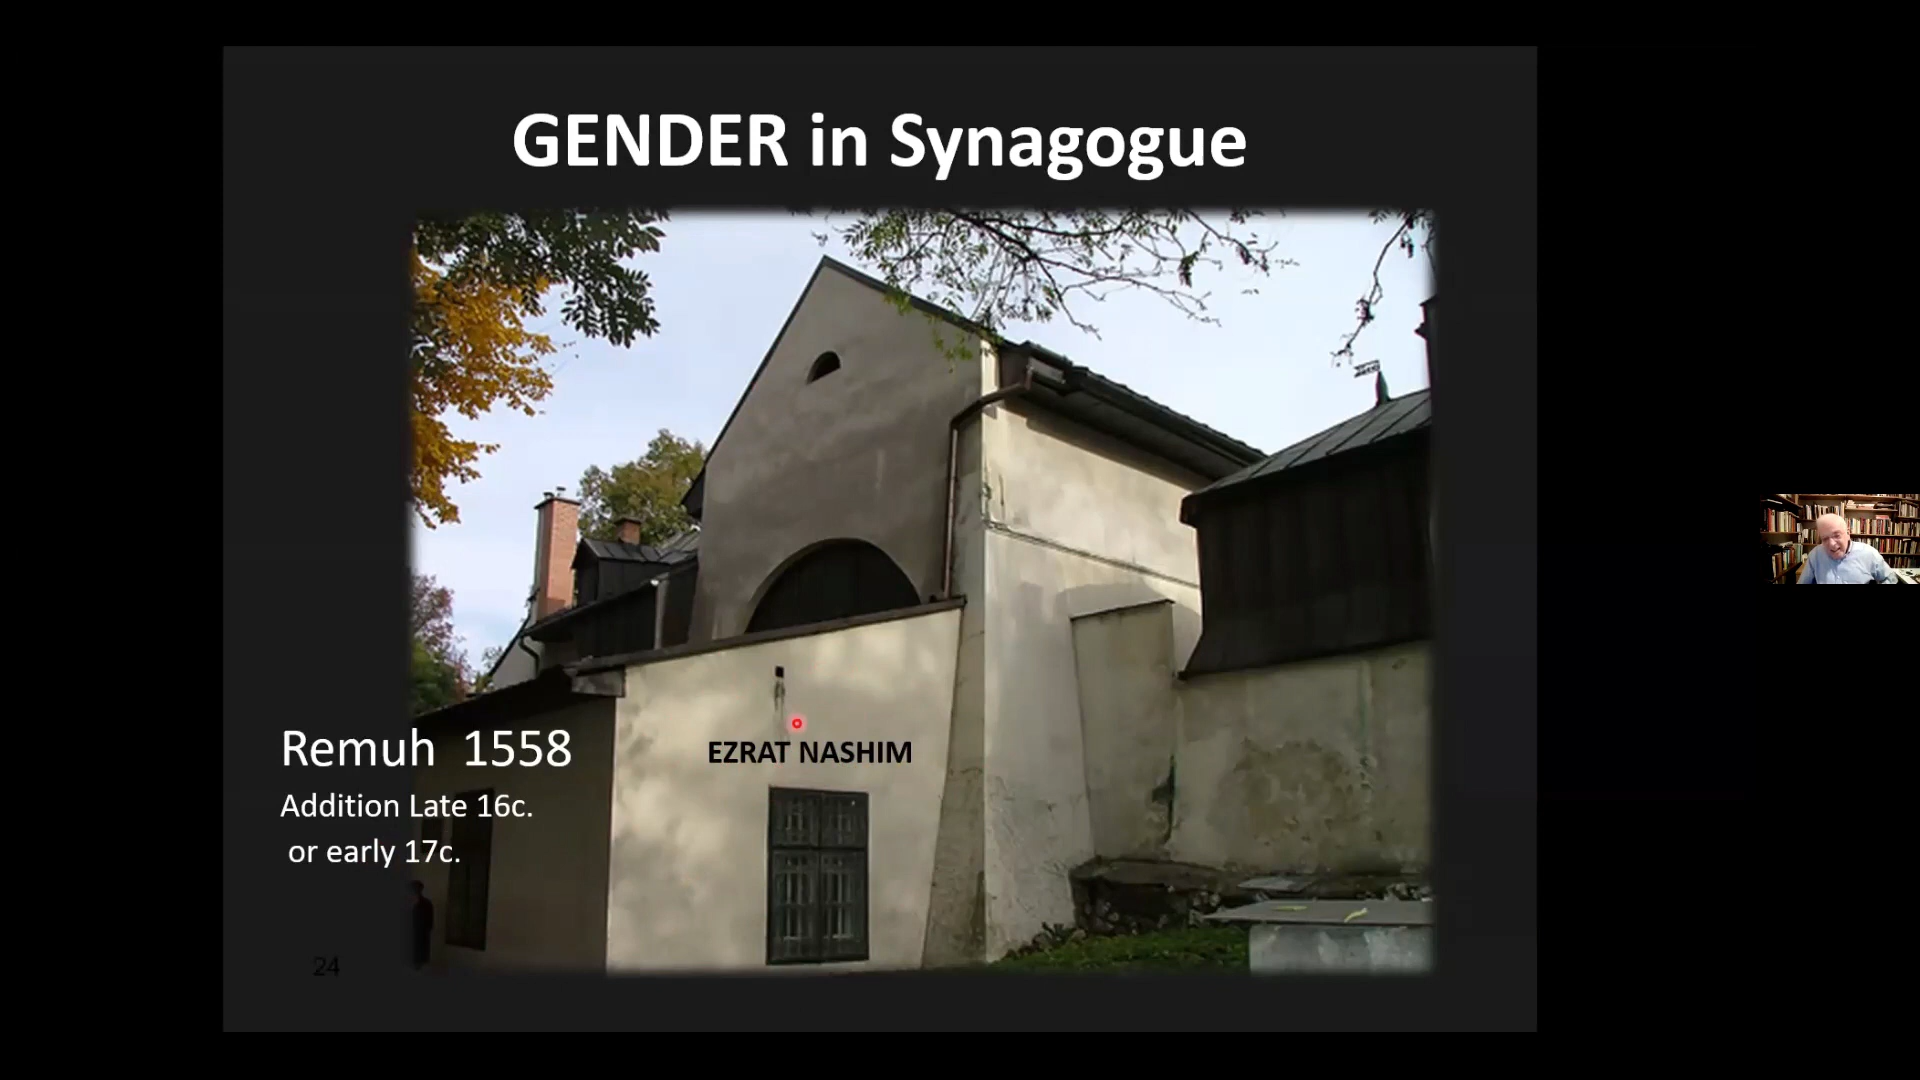 GENDER in Synagogue
EZRAT NASHIM
Remuh 1558
Addition Late 16c.
or early 17c.
24